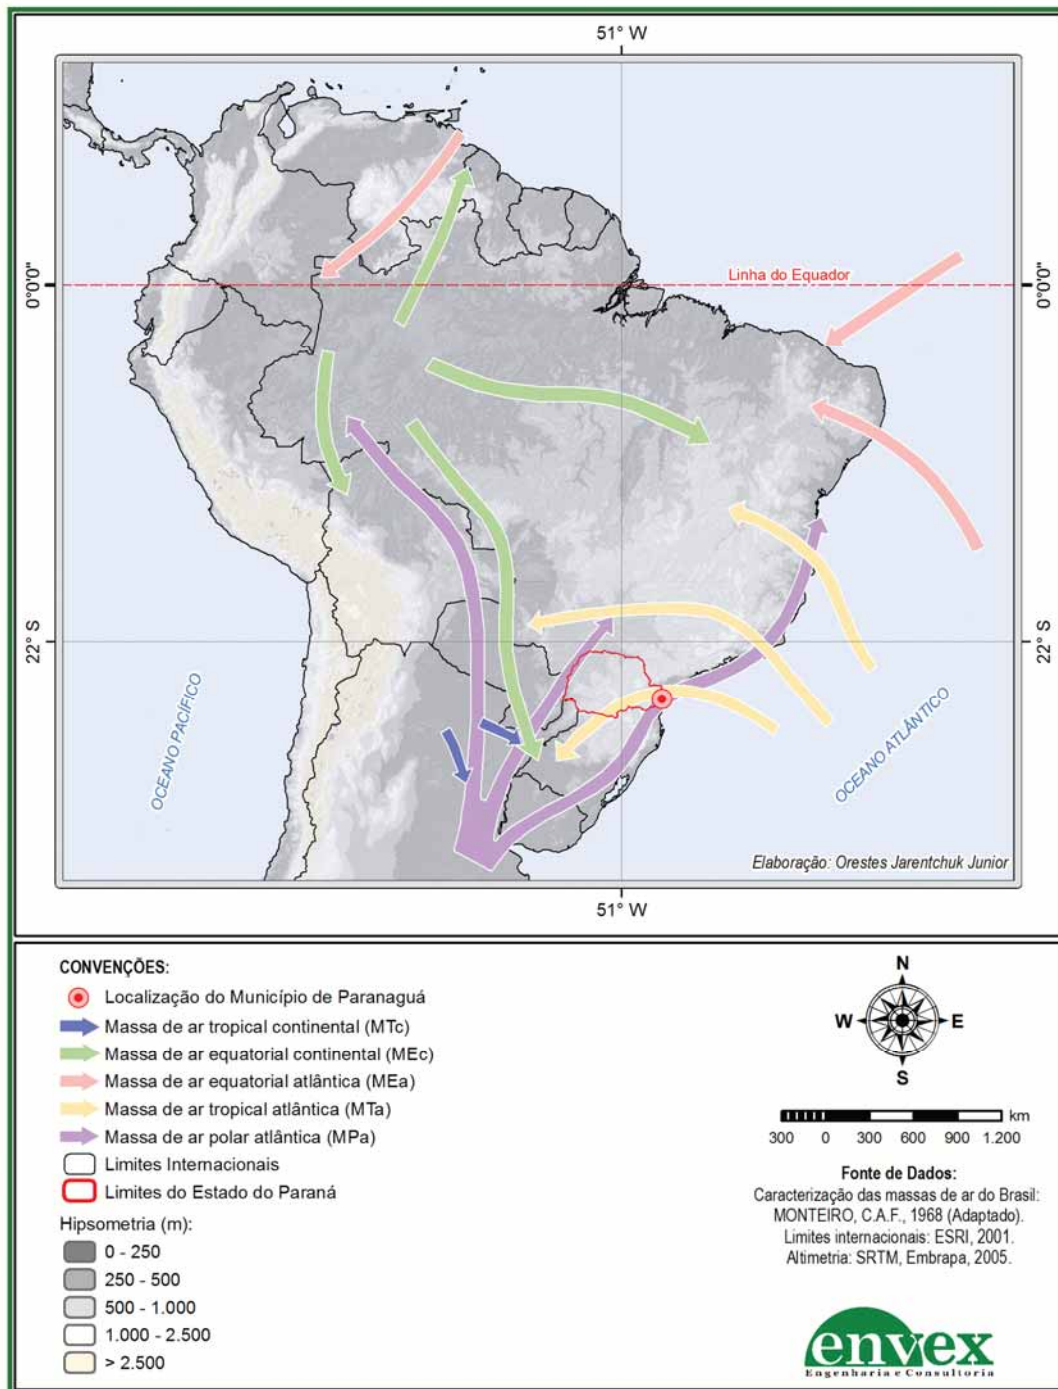 51° W
0°0'0"
Linha do Equador
0°0'0"
22° S
22° S
OCEANO PACÍFICO
OCEANO ATLÂNTICO
Elaboração: Orestes Jarentchuk Junior
51° W
CONVENÇÕES:
Localização do Município de Paranaguá
Massa de ar tropical continental (MTc)
Massa de ar equatorial continental (MEc)
Massa de ar equatorial atlântica (MEa)
Massa de ar tropical atlântica (MTa)
Massa de ar polar atlântica (MPa)
Limites Internacionais
Limites do Estado do Paraná
Hipsometria (m):
0 - 250
250 - 500
500 - 1.000
1.000 - 2.500
> 2.500
N
W E
S
km
300 0 300 600 900 1.200
Fonte de Dados:
Caracterização das massas de ar do Brasil:
MONTEIRO, C.A.F., 1968 (Adaptado).
Limites internacionais: ESRI, 2001.
Altimetria: SRTM, Embrapa, 2005.
envex
Engenharia e Consultoria